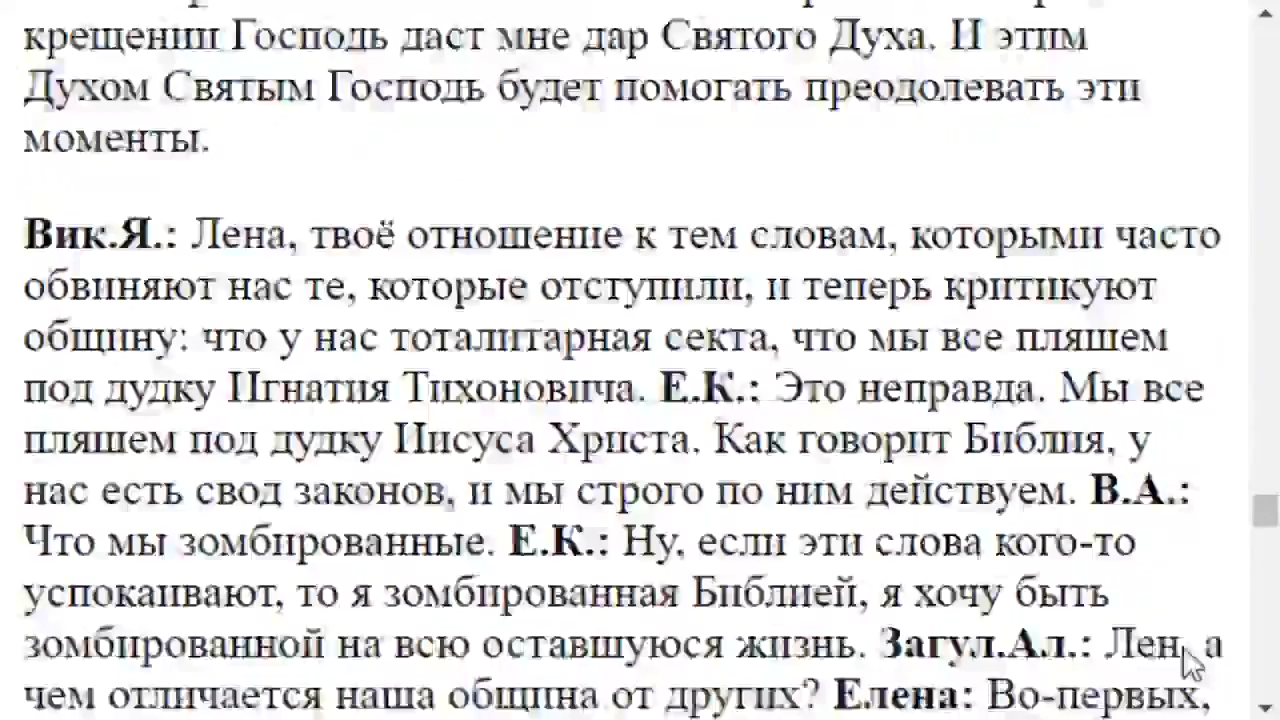 крещении Господь даст мне дар Святого Духа. И этим
Духом Святым Господь будет помогать преодолевать эти
моменты.
Вик.Я.: Лена, твоё отношение к тем словам, которыми часто
обвиняют нас те, которые отступили, и теперь критикуют
общину: что у нас тоталитарная секта, что мы все пляшем
под дудку Игнатия Тихоновича. Е.К.: Это неправда. Мы все
пляшем под дудку Иисуса Христа. Как говорит Библия, у
нас есть свод законов, и мы строго по ним действуем. В.А.:
Что мы зомбированные. Е.К.: Ну, если эти слова кого-то
успокаивают, то я зомбированная Библией, я хочу быть
зомбированной на всю оставшуюся жизнь. Загул.Ал.: Лен, а
чем отличается наша община от других? Елена: Во-первых,